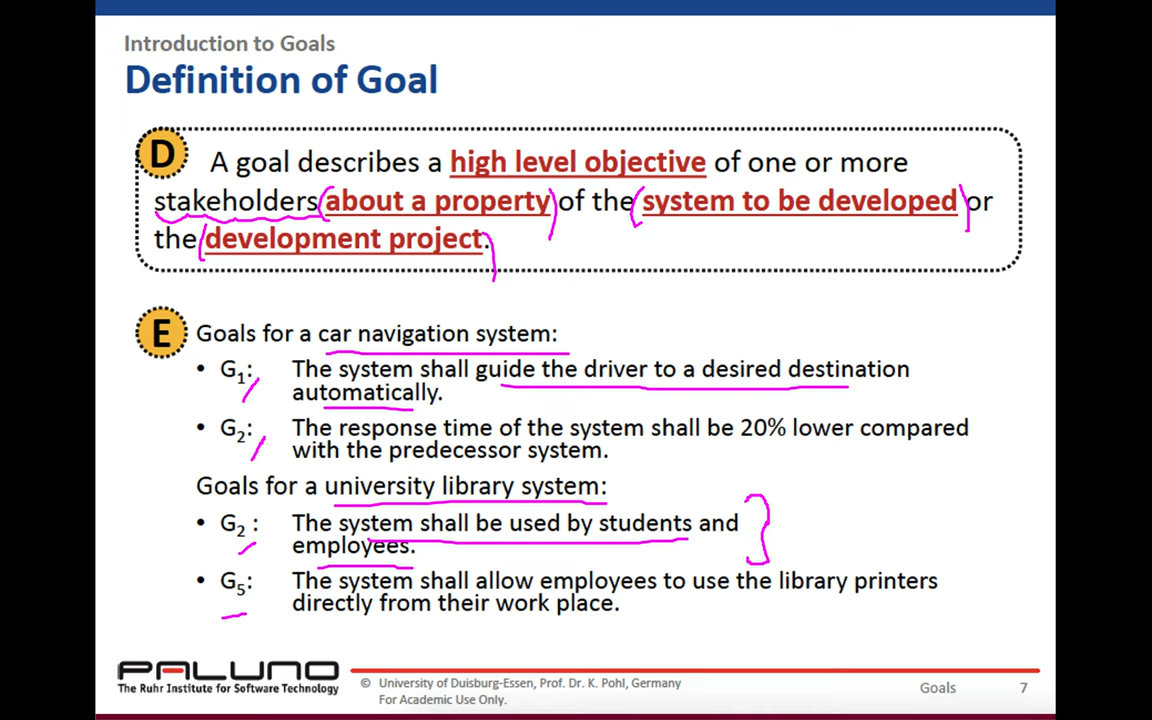 Introduction to Goals
Definition of Goal
D
A goal describes a high level objective of one or more
stakeholders about a property of the system to be developed or
the development project.
E
Goals for a car navigation system:
• G1: The system shall guide the driver to a desired destination
automatically.
• G2: The response time of the system shall be 20% lower compared
with the predecessor system.
Goals for a university library system:
• G2 : The system shall be used by students and
employees.
• G5: The system shall allow employees to use the library printers
directly from their work place.
PALUNO
The Ruhr Institute for Software Technology
© University of Duisburg-Essen, Prof. Dr. K. Pohl, Germany
For Academic Use Only.
Goals 7